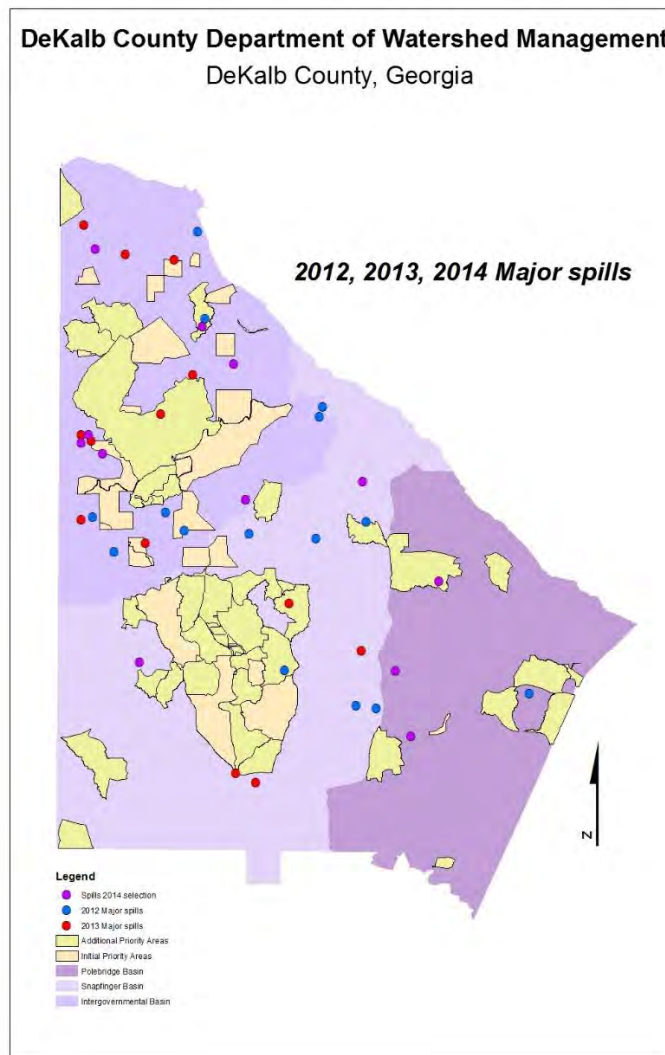 DeKalb County Department of Watershed Management
DeKalb County, Georgia
2012, 2013, 2014 Major spills
N
Legend
Spills 2014 selection
2012 Major spills
2013 Major spills
Additional Priority Areas
Initial Priority Areas
Polebridge Basin
Snapfinger Basin
Intergovernmental Basin